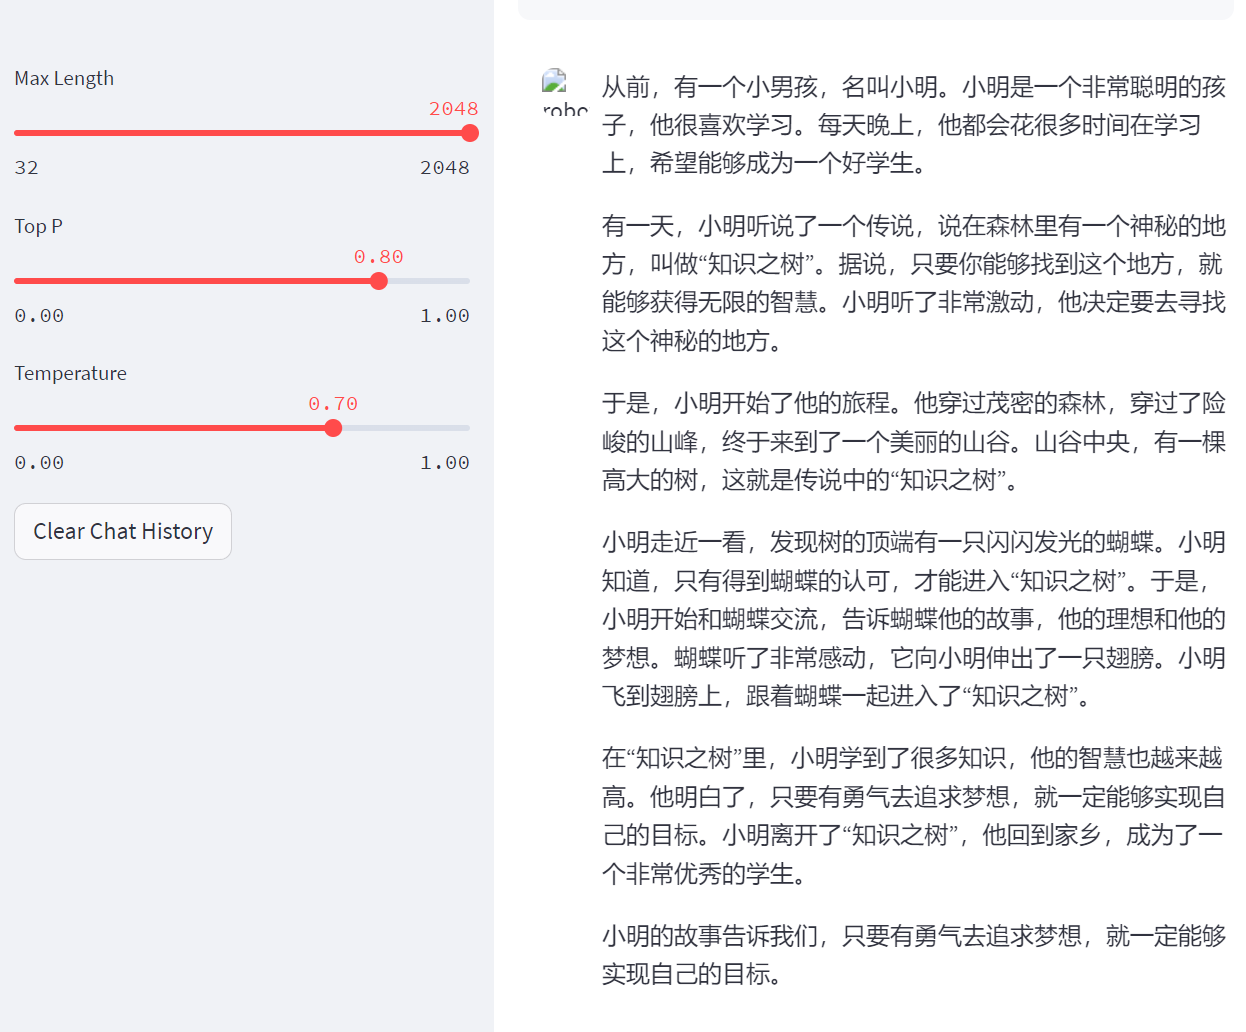 Max Length
2048
32
2048
Top P
0.80
0.00
1.00
Temperature
0.70
0.00
1.00
Clear Chat History
从前，有一个小男孩，名叫小明。小明是一个非常聪明的孩
子，他很喜欢学习。每天晚上，他都会花很多时间在学习
上，希望能够成为一个好学生。
有一天，小明听说了一个传说，说在森林里有一个神秘的地
方，叫做“知识之树”。据说，只要你能够找到这个地方，就
能够获得无限的智慧。小明听了非常激动，他决定要去寻找
这个神秘的地方。
于是，小明开始了他的旅程。他穿过茂密的森林，穿过了险
峻的山峰，终于来到了一个美丽的山谷。山谷中央，有一棵
高大的树，这就是传说中的“知识之树”。
小明走近一看，发现树的顶端有一只闪闪发光的蝴蝶。小明
知道，只有得到蝴蝶的认可，才能进入“知识之树”。于是，
小明开始和蝴蝶交流，告诉蝴蝶他的故事，他的理想和他的
梦想。蝴蝶听了非常感动，它向小明伸出了一只翅膀。小明
飞到翅膀上，跟着蝴蝶一起进入了“知识之树”。
在“知识之树”里，小明学到了很多知识，他的智慧也越来越
高。他明白了，只要有勇气去追求梦想，就一定能够实现自
己的目标。小明离开了“知识之树”，他回到家乡，成为了一
个非常优秀的学生。
小明的故事告诉我们，只要有勇气去追求梦想，就一定能够
实现自己的目标。